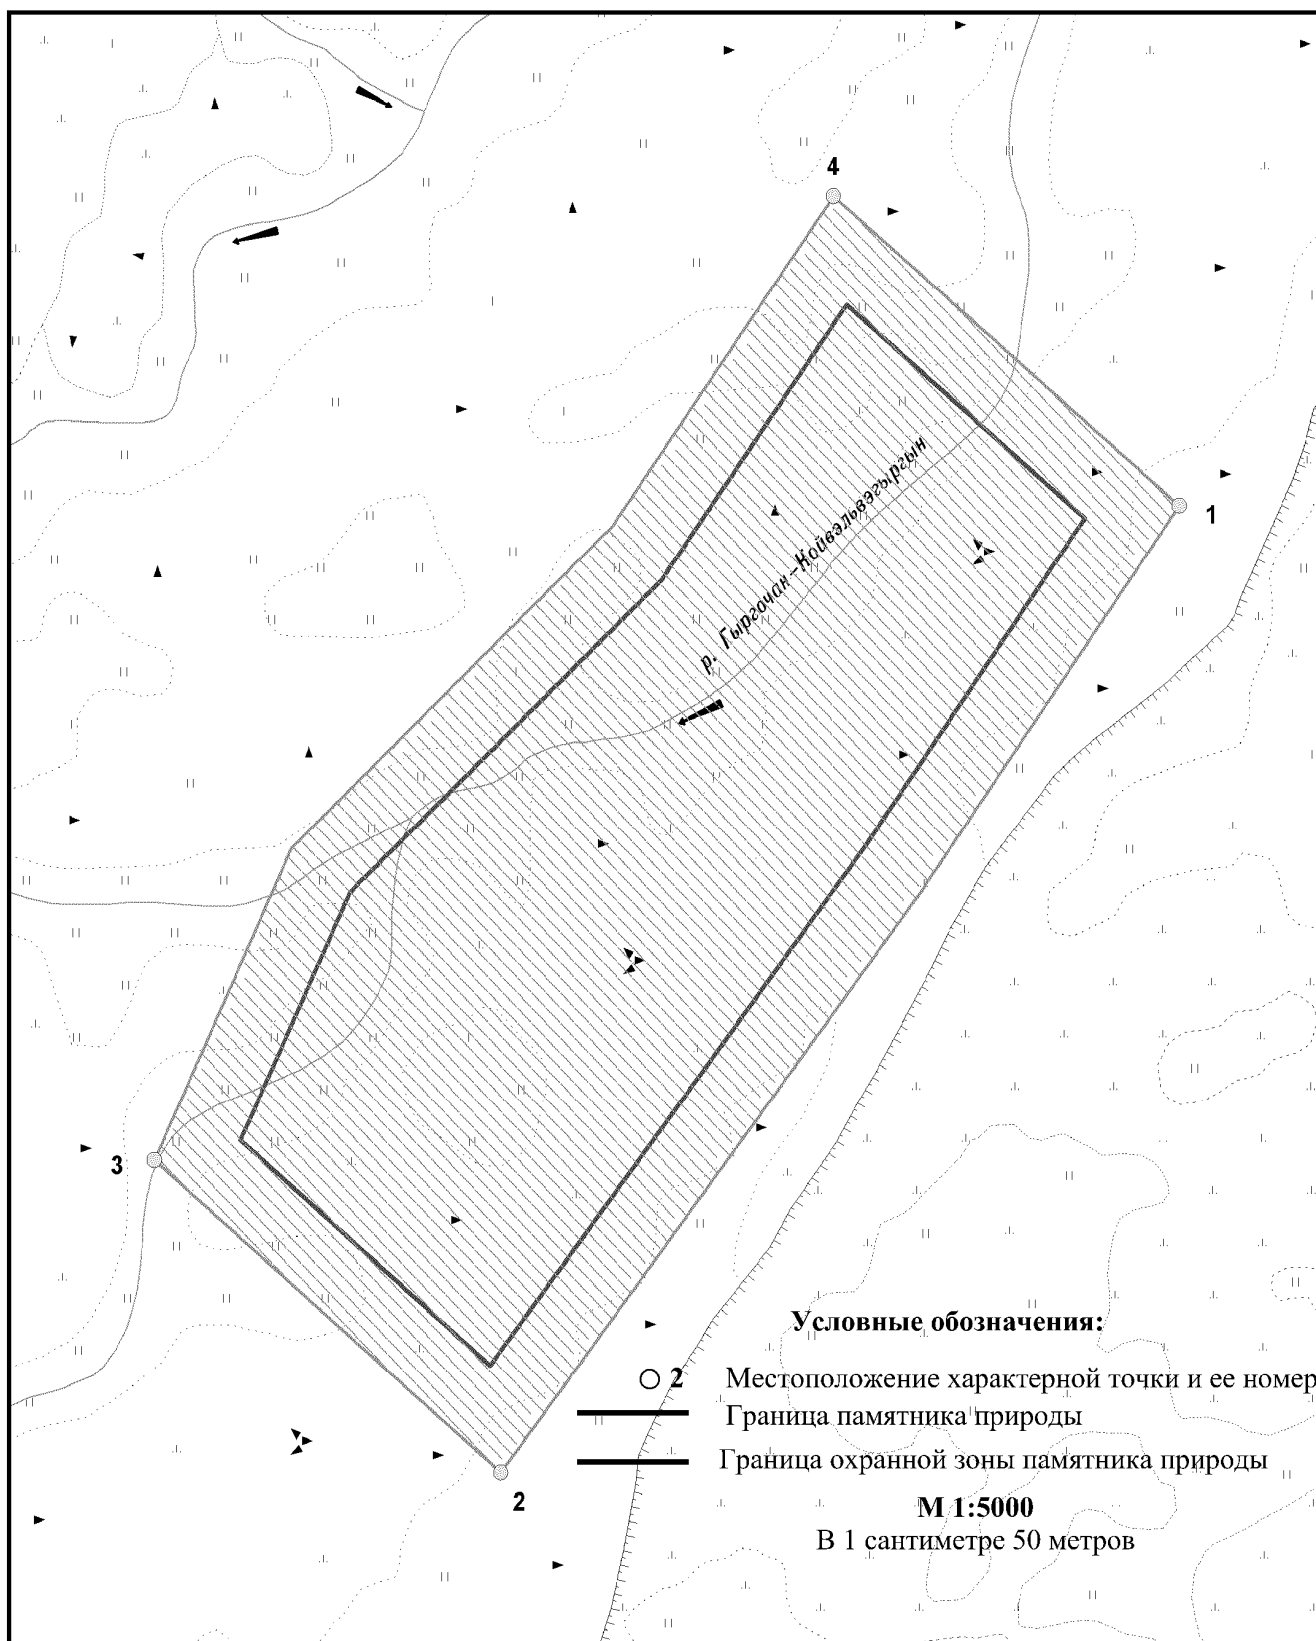 4
1
р. Гыргочан-Койвэльвэгыргын
3
2
Условные обозначения:
2 Местоположение характерной точки и ее номер
Граница памятника природы
Граница охранной зоны памятника природы
М 1:5000
В 1 сантиметре 50 метров